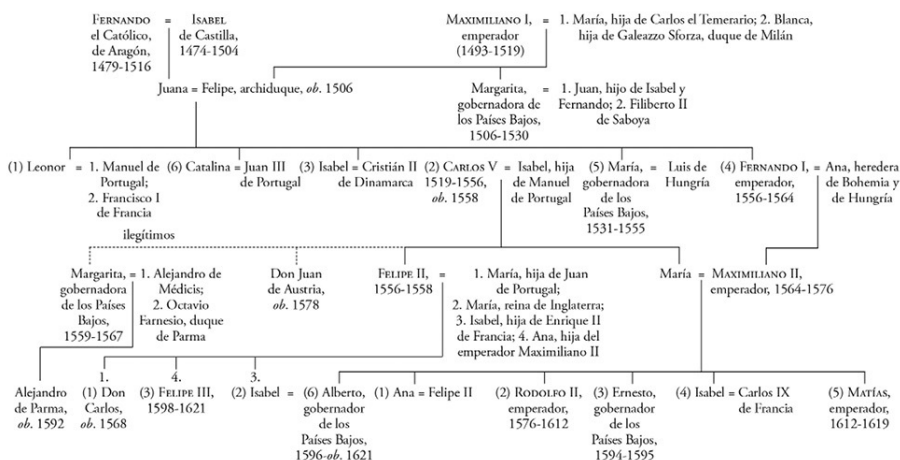 FERNANDO = ISABEL
el Católico, de Castilla,
de Aragón, 1474-1504
1479-1516
MAXIMILIANO I, = 1. María, hija de Carlos el Temerario; 2. Blanca,
emperador hija de Galeazzo Sforza, duque de Milán
(1493-1519)
Juana = Felipe, archiduque, ob. 1506
Margarita, = 1. Juan, hijo de Isabel y
gobernadora de Fernando; 2. Filiberto II
los Países Bajos, de Saboya
1506-1530
(1) Leonor = 1. Manuel de
Portugal;
2. Francisco I
de Francia
(6) Catalina = Juan III
de Portugal
(3) Isabel = Cristián II
de Dinamarca
(2) CARLOS V = Isabel, hija
1519-1556, de Manuel
ob. 1558 de Portugal
(5) María, = Luis de
gobernadora Hungría
de los
Países Bajos,
1531-1555
(4) FERNANDO I, = Ana, heredera
emperador, de Bohemia y
1556-1564 de Hungría
ilegítimos
Margarita, = 1. Alejandro de
gobernadora Médicis;
de los Países 2. Octavio
Bajos, Farnesio, duque
1559-1567 de Parma
Don Juan
de Austria,
ob. 1578
FELIPE II, = 1. María, hija de Juan
1556-1558 de Portugal;
2. María, reina de Inglaterra;
3. Isabel, hija de Enrique II
de Francia; 4. Ana, hija del
emperador Maximiliano II
María = MAXIMILIANO II,
emperador, 1564-1576
1. 4. 3.
Alejandro
de Parma,
ob. 1592
(1) Don
Carlos,
ob. 1568
(3) FELIPE III,
1598-1621
(2) Isabel = (6) Alberto,
gobernador
de los
Países Bajos,
1596-ob. 1621
(1) Ana = Felipe II
(2) RODOLFO II,
emperador,
1576-1612
(3) Ernesto,
gobernador
de los
Países Bajos,
1594-1595
(4) Isabel = Carlos IX
de Francia
(5) MATÍAS,
emperador,
1612-1619